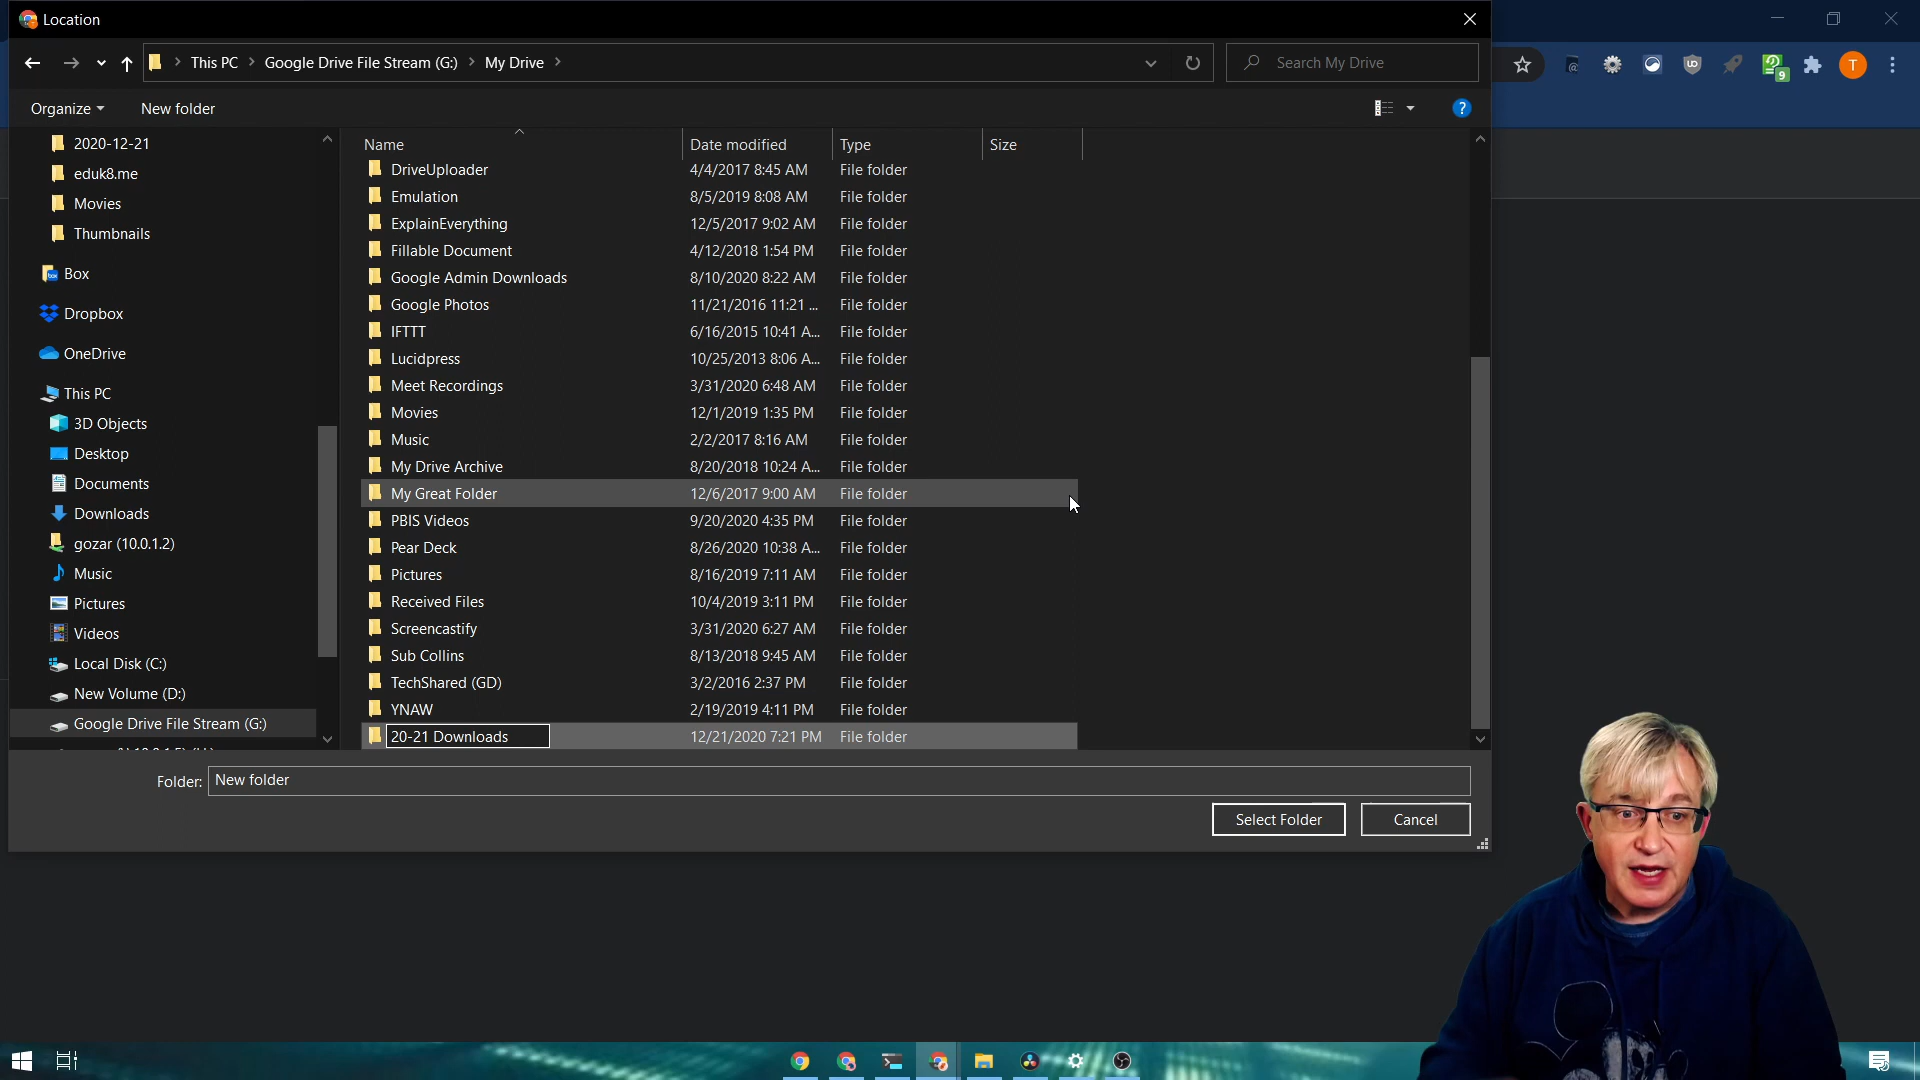 Location
This PC
Google Drive File Stream (G:)
My Drive
Search My Drive
Organize
New folder
?
9
T
2020-12-21
eduk8.me
Movies
Thumbnails
Box
Dropbox
OneDrive
This PC
3D Objects
Desktop
Documents
Downloads
gozar (10.0.1.2)
Music
Pictures
Videos
Local Disk (C:)
New Volume (D:)
Google Drive File Stream (G:)
Name Date modified Type Size
DriveUploader 4/4/2017 8:45 AM File folder
Emulation 8/5/2019 8:08 AM File folder
ExplainEverything 12/5/2017 9:02 AM File folder
Fillable Document 4/12/2018 1:54 PM File folder
Google Admin Downloads 8/10/2020 8:22 AM File folder
Google Photos 11/21/2016 11:21 ... File folder
IFTTT 6/16/2015 10:41 A... File folder
Lucidpress 10/25/2013 8:06 A... File folder
Meet Recordings 3/31/2020 6:48 AM File folder
Movies 12/1/2019 1:35 PM File folder
Music 2/2/2017 8:16 AM File folder
My Drive Archive 8/20/2018 10:24 A... File folder
My Great Folder 12/6/2017 9:00 AM File folder
PBIS Videos 9/20/2020 4:35 PM File folder
Pear Deck 8/26/2020 10:38 A... File folder
Pictures 8/16/2019 7:11 AM File folder
Received Files 10/4/2019 3:11 PM File folder
Screencastify 3/31/2020 6:27 AM File folder
Sub Collins 8/13/2018 9:45 AM File folder
TechShared (GD) 3/2/2016 2:37 PM File folder
YNAW 2/19/2019 4:11 PM File folder
20-21 Downloads 12/21/2020 7:21 PM File folder
Folder: New folder
Select Folder
Cancel